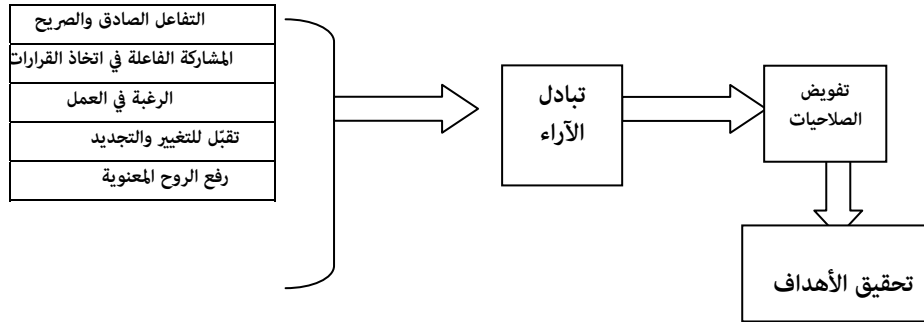 التفاعل الصادق والصريح
المشاركة الفاعلة في اتخاذ القرارات
الرغبة في العمل
تقبّل للتغيير والتجديد
رفع الروح المعنوية
تبادل
الآراء
تفويض
الصلاحيات
تحقيق الأهداف